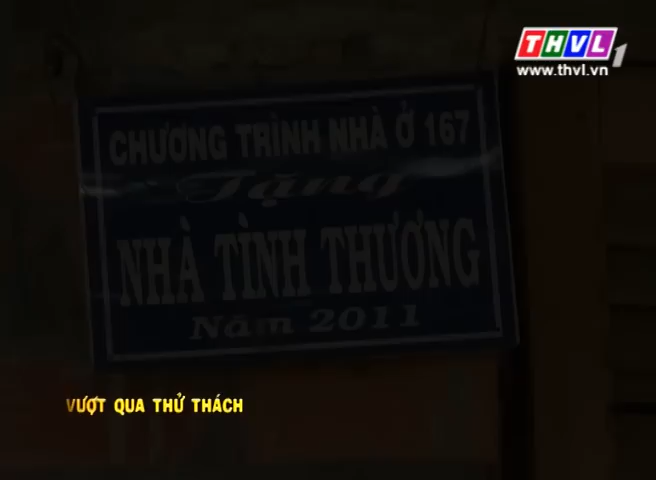 THVL1
www.thvl.vn
CHƯƠNG TRÌNH NHÀ Ở 167
Tặng
NHÀ TÌNH THƯƠNG
Năm 2011
VƯỢT QUA THỬ THÁCH